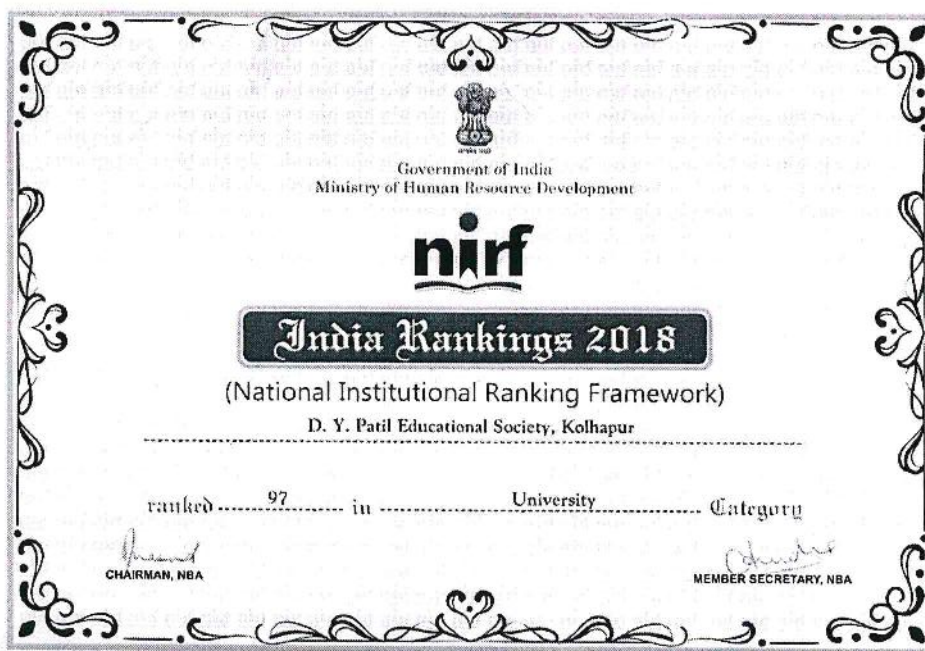 Government of India
Ministry of Human Resource Development
nirf
India Rankings 2018
(National Institutional Ranking Framework)
D. Y. Patil Educational Society, Kolhapur
ranked 97 in University Category
CHAIRMAN, NBA
MEMBER SECRETARY, NBA